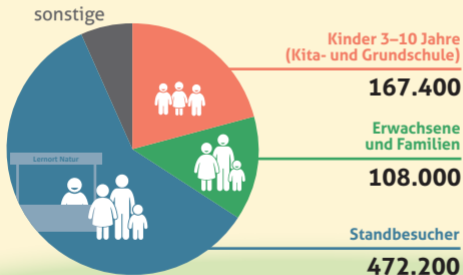 sonstige
Kinder 3–10 Jahre
(Kita- und Grundschule)
167.400
Erwachsene
und Familien
108.000
Lernort Natur
Standbesucher
472.200